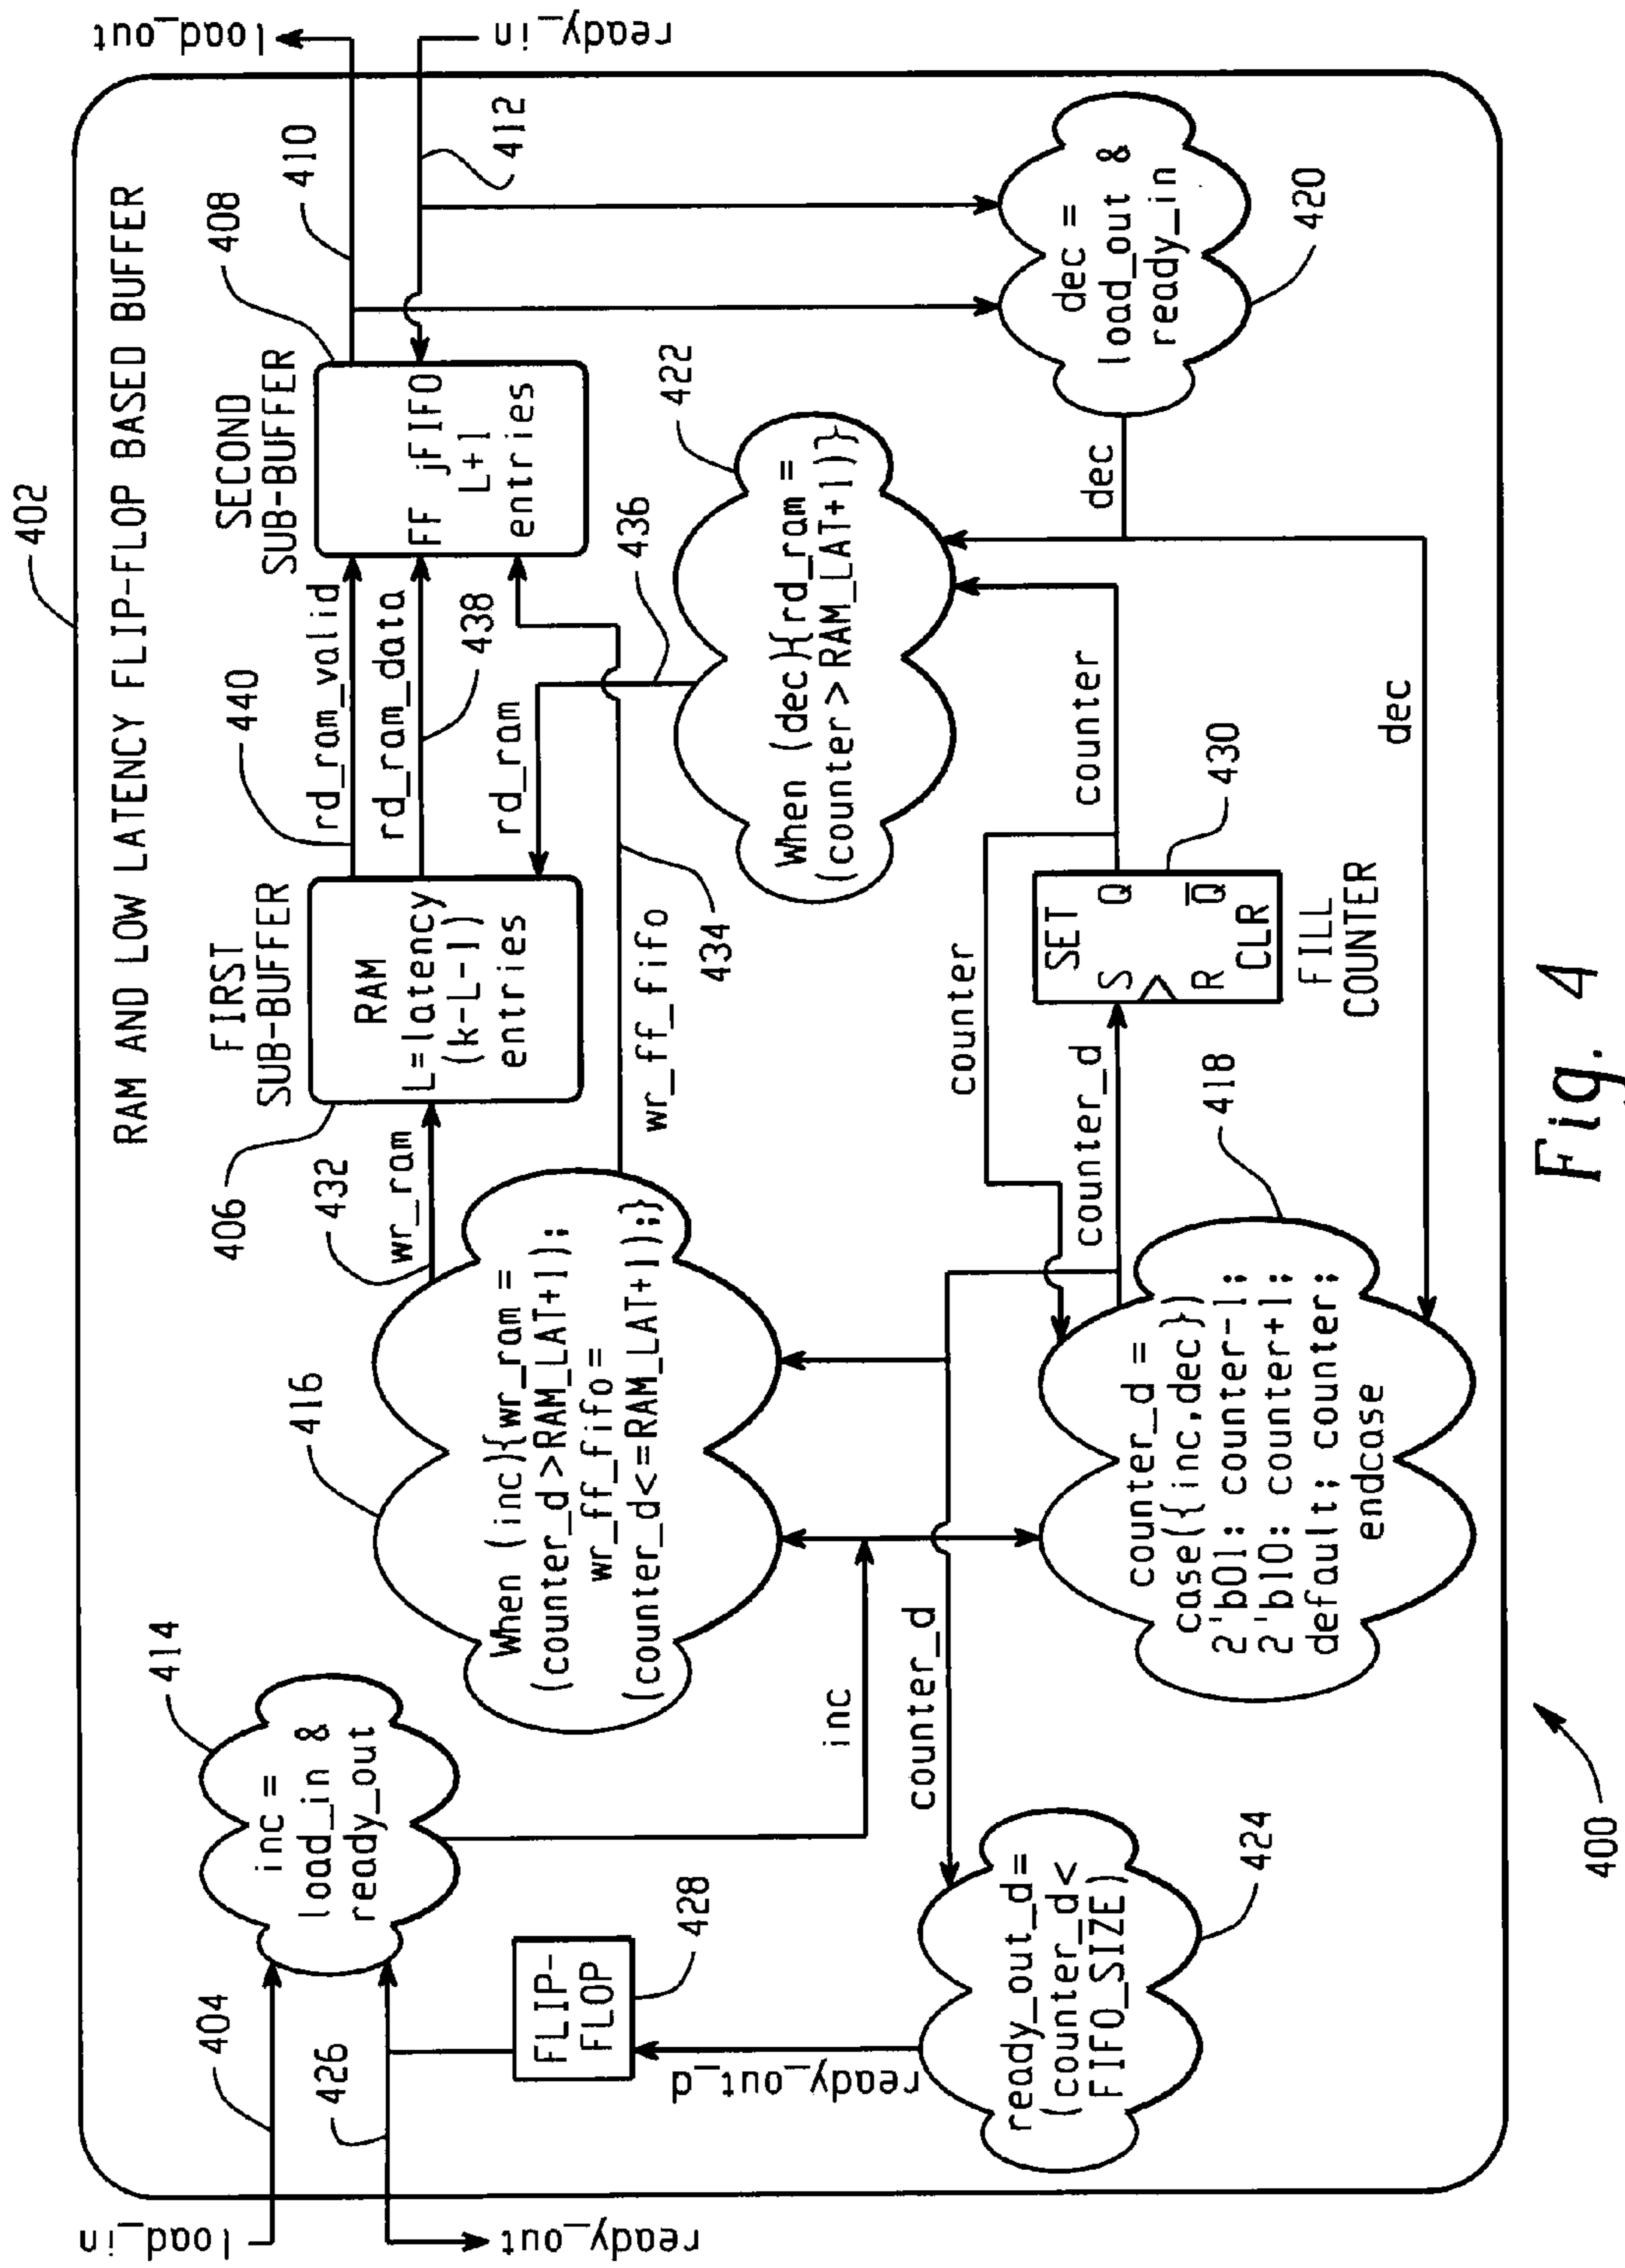 402
RAM AND LOW LATENCY FLIP-FLOP BASED BUFFER
load_in
404
ready_out
426
414
inc =
load_in &
ready_out
FLIP-
FLOP
428
ready_out_d
ready_out_d=
(counter_d<
FIFO_SIZE)
424
inc
counter_d
416
When (inc){wr_ram =
(counter_d >RAM_LAT+1);
wr_ff_fifo =
(counter_d<=RAM_LAT+1);}
432
wr_ram
406
FIRST
SUB-BUFFER
RAM
L=latency
(k-L-1)
entries
440
rd_ram_valid
rd_ram_data
438
rd_ram
436
wr_ff_fifo
434
SECOND
SUB-BUFFER
408
FF jFIFO
L+1
entries
410
load_out
412
ready_in
422
When (dec){rd_ram =
(counter > RAM_LAT+1)}
dec =
load_out &
ready_in
420
dec
counter
counter
counter_d
SET
S Q
R Q
CLR
430
FILL
COUNTER
418
counter_d =
case({inc,dec})
2'b01: counter-1;
2'b10: counter+1;
default; counter;
endcase
dec
400
Fig. 4